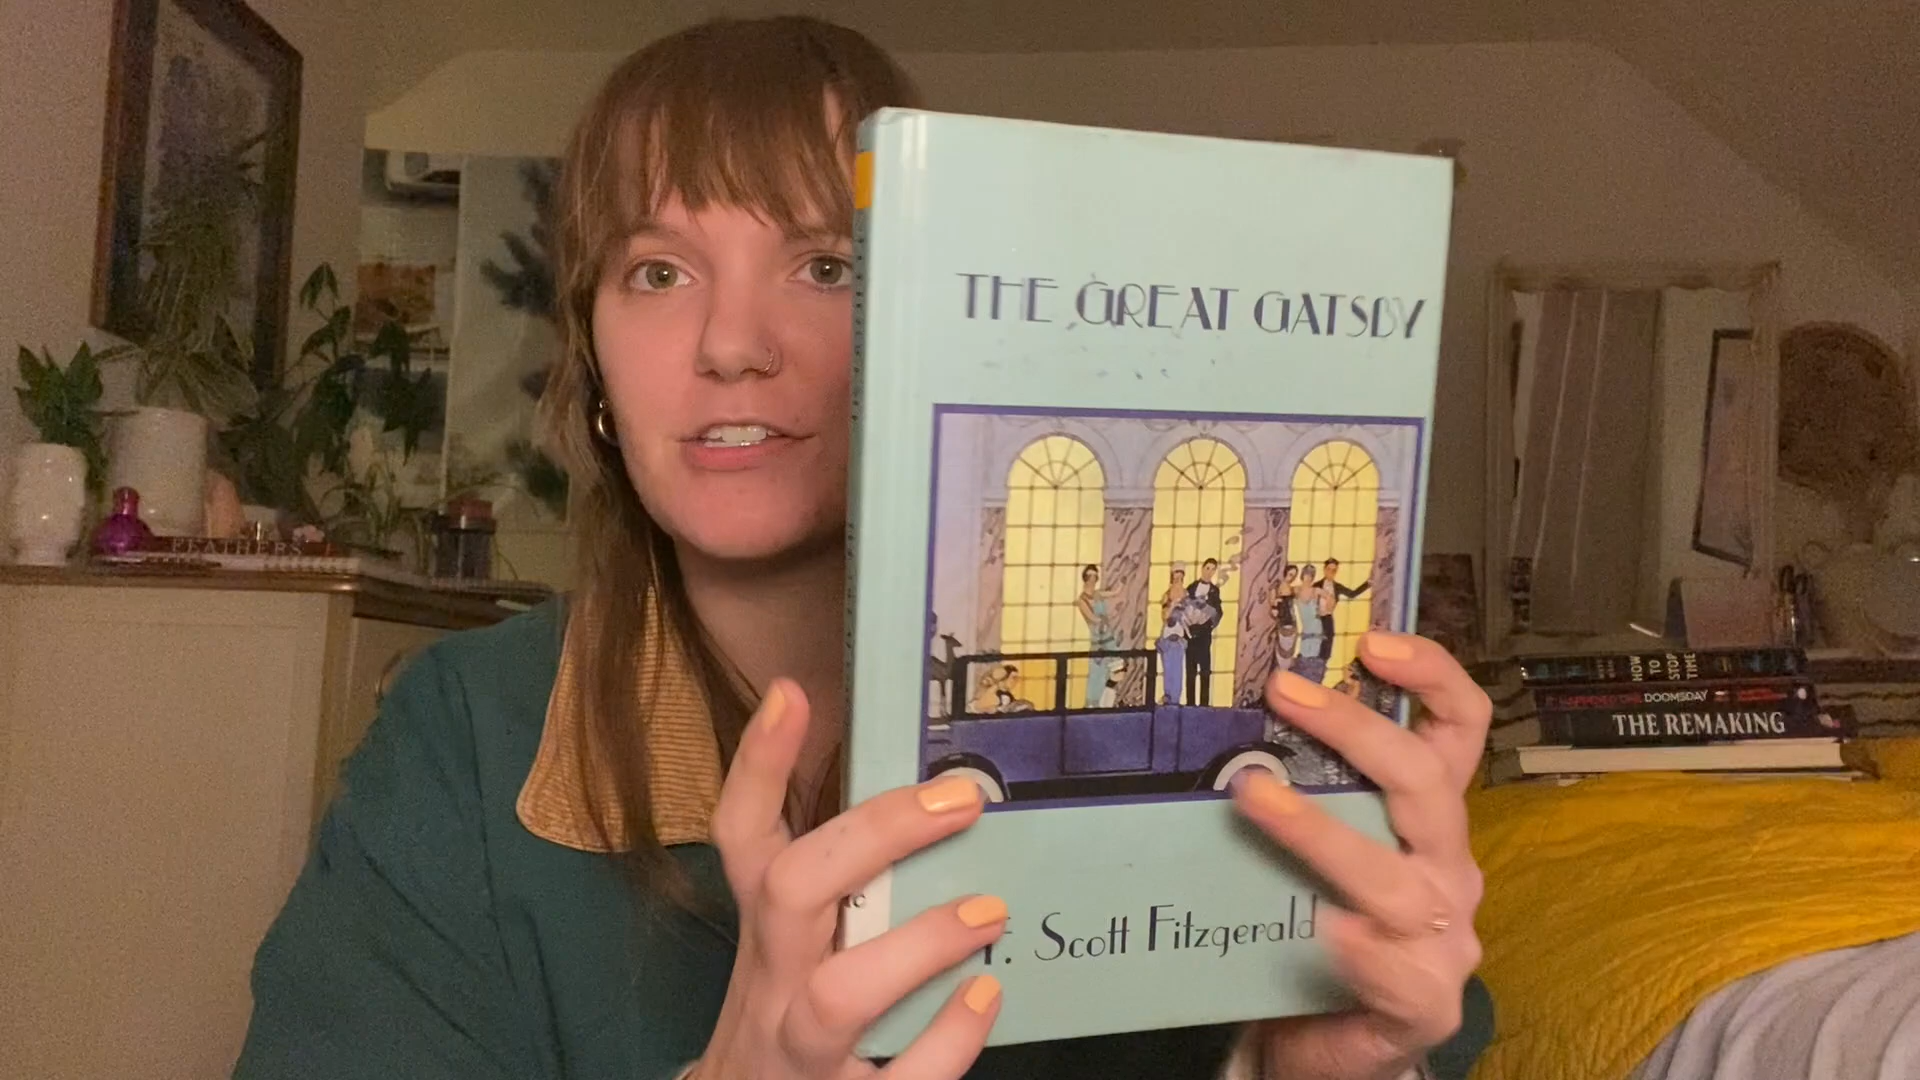 THE GREAT GATSBY
F. Scott Fitzgerald
FEATHERS
HOW
TO
STOP
TIME
DOOMSDAY
THE REMAKING